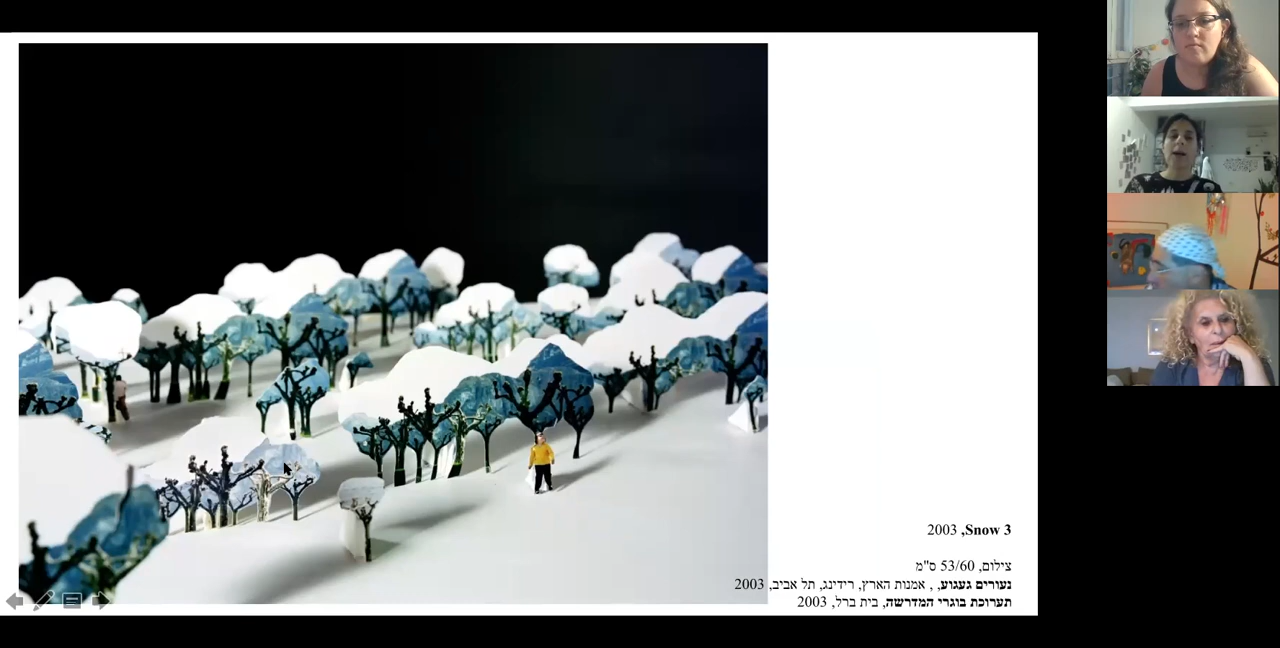 Snow 3, 2003
צילום, 53/60 ס"מ
נעורים געגוע, , אמנות הארץ, רידינג, תל אביב, 2003
תערוכת בוגרי המדרשה, בית ברל, 2003